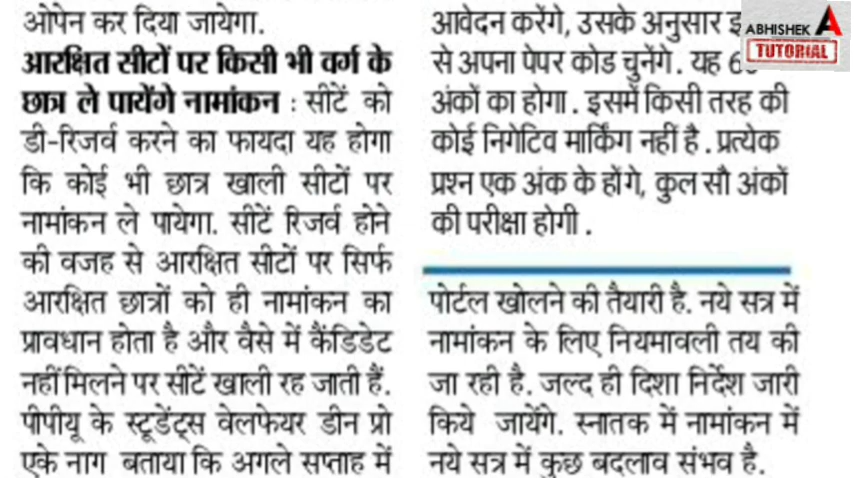 ओपेन कर दिया जायेगा.
आरक्षित सीटों पर किसी भी वर्ग के
छात्र ले पायेंगे नामांकन : सीटें को
डी-रिजर्व करने का फायदा यह होगा
कि कोई भी छात्र खाली सीटों पर
नामांकन ले पायेगा. सीटें रिजर्व होने
की वजह से आरक्षित सीटों पर सिर्फ
आरक्षित छात्रों को ही नामांकन का
प्रावधान होता है और वैसे में कैंडिडेट
नहीं मिलने पर सीटें खाली रह जाती हैं.
पीपीयू के स्टूडेंट्स वेलफेयर डीन प्रो
एके नाग बताया कि अगले सप्ताह में
आवेदन करेंगे, उसके अनुसार
से अपना पेपर कोड चुनेंगे. यह
अंकों का होगा. इसमें किसी तरह की
कोई निगेटिव मार्किंग नहीं है. प्रत्येक
प्रश्न एक अंक के होंगे, कुल सौ अंकों
की परीक्षा होगी.
पोर्टल खोलने की तैयारी है. नये सत्र में
नामांकन के लिए नियमावली तय की
जा रही है. जल्द ही दिशा निर्देश जारी
किये जायेंगे. स्नातक में नामांकन में
नये सत्र में कुछ बदलाव संभव है.
ABHISHEK A
TUTORIAL